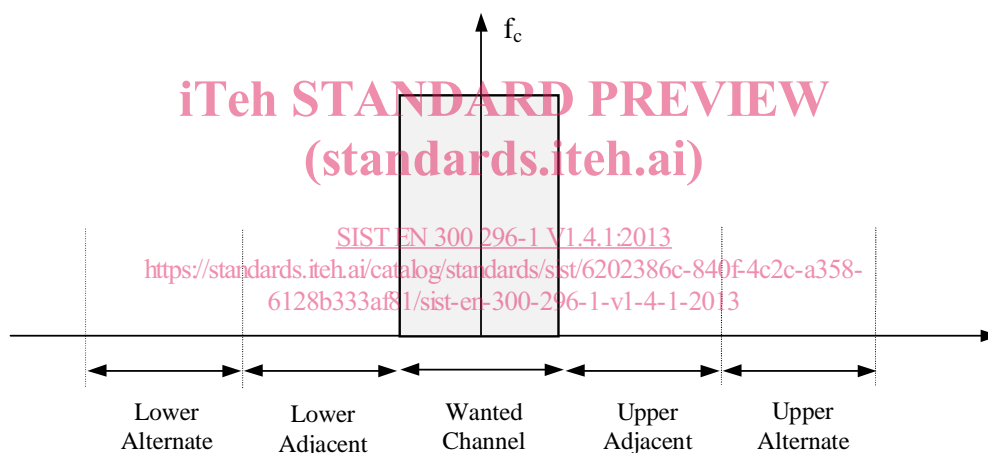 f_c
iTeh STANDARD PREVIEW
(standards.iteh.ai)
SIST EN 300 296-1 V1.4.1:2013
https://standards.iteh.ai/catalog/standards/sist/6202386c-840f-4c2c-a358-
6128b333af81/sist-en-300-296-1-v1-4-1-2013
Lower
Alternate
Lower
Adjacent
Wanted
Channel
Upper
Adjacent
Upper
Alternate